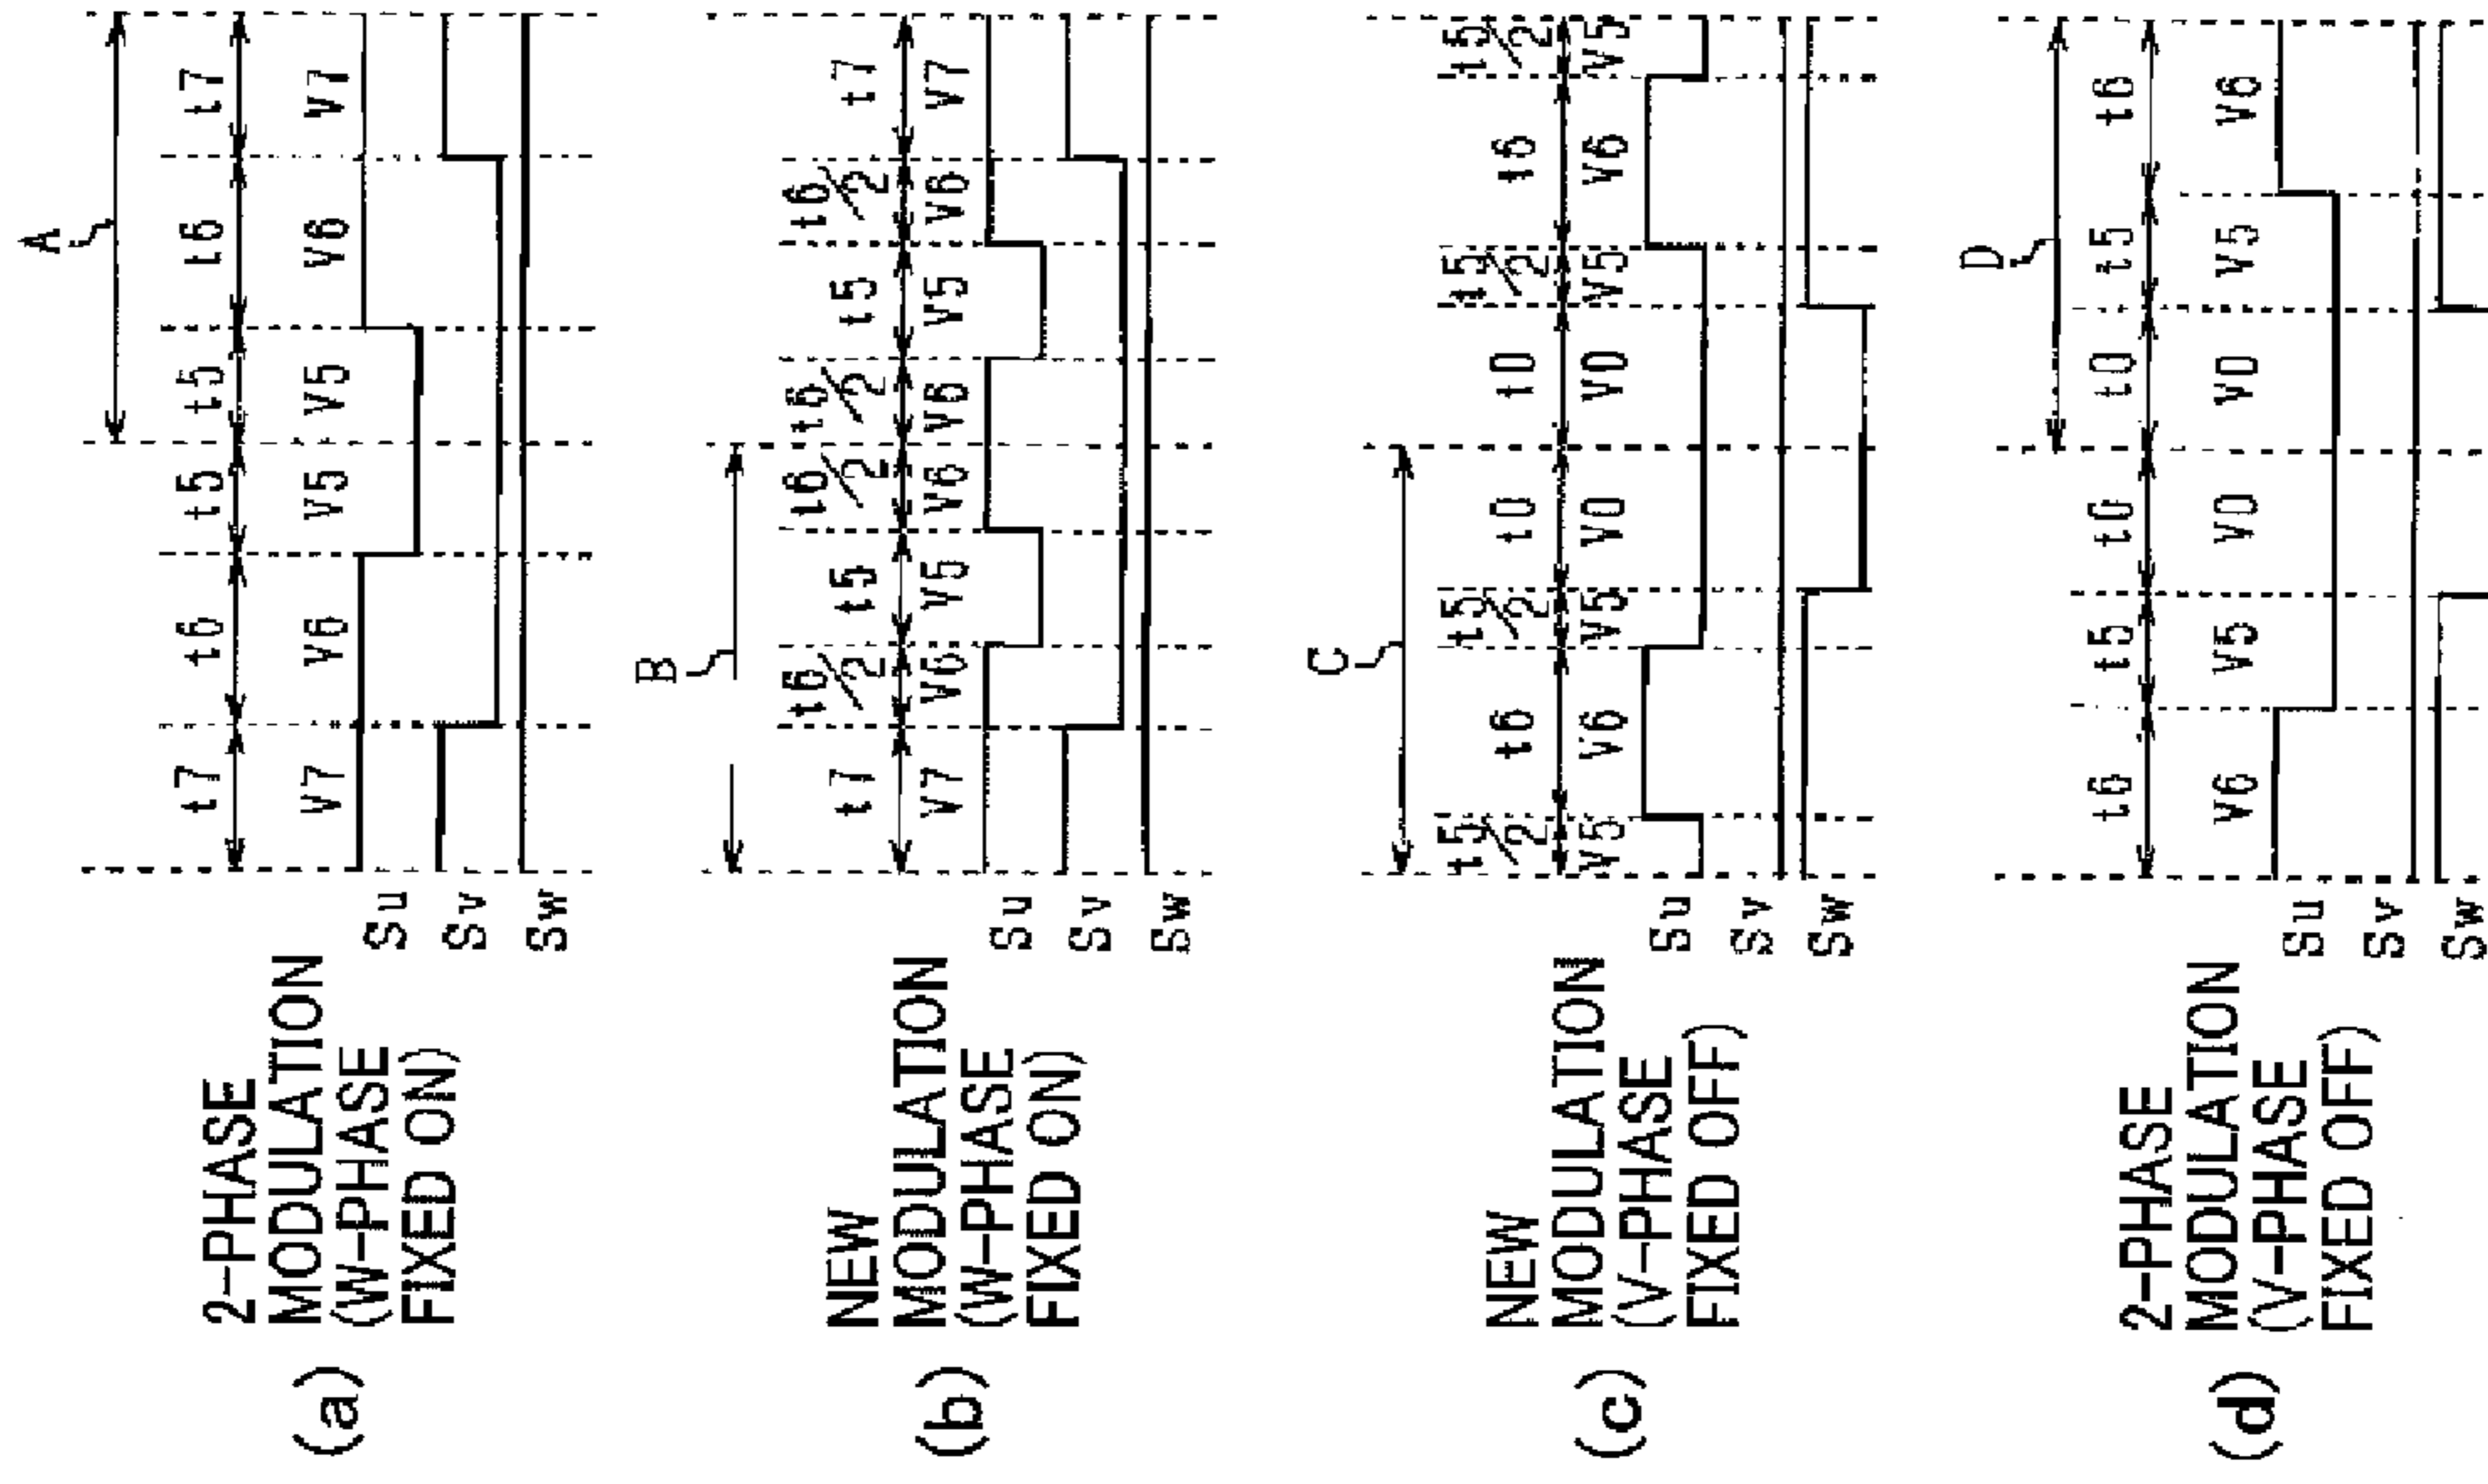 (a) 2-PHASE
MODULATION
(W-PHASE
FIXED ON)
A
t7 t6 t5 t5 t6 t7
V7 V6 V5 V5 V6 V7
Su
Sv
Sw
(b) NEW
MODULATION
(W-PHASE
FIXED ON)
B
t7 t6/2 t5 t6/2 t6/2 t5 t6/2 t7
V7 V6 V5 V6 V6 V5 V6 V7
Su
Sv
Sw
(c) NEW
MODULATION
(V-PHASE
FIXED OFF)
C
t5/2 t6 t5/2 t0 t0 t5/2 t6 t5/2
V5 V6 V5 V0 V0 V5 V6 V5
Su
Sv
Sw
(d) 2-PHASE
MODULATION
(V-PHASE
FIXED OFF)
D
t6 t5 t0 t0 t5 t6
V6 V5 V0 V0 V5 V6
Su
Sv
Sw